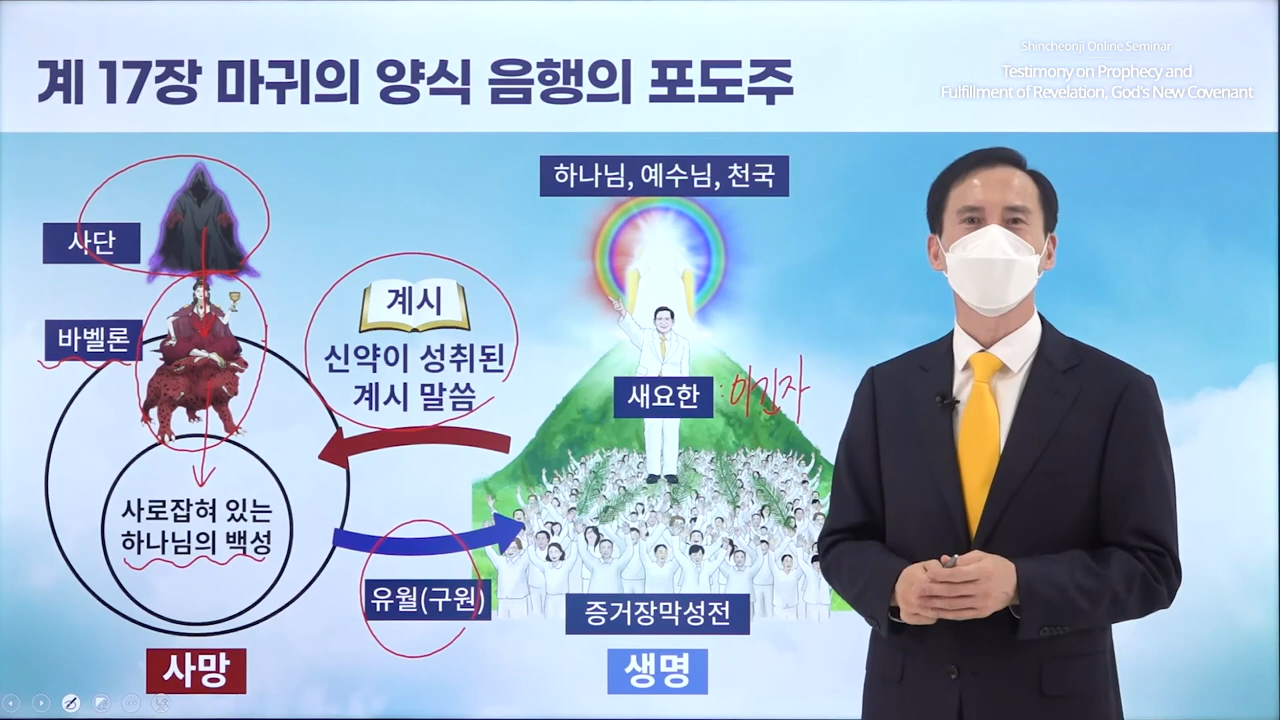 계 17장 마귀의 양식 음행의 포도주
Shincheonji Online Seminar
Testimony on Prophecy and
Fulfillment of Revelation, God's New Covenant
하나님, 예수님, 천국
사단
바벨론
계시
신약이 성취된
계시 말씀
새요한
: 이긴자
사로잡혀 있는
하나님의 백성
유월(구원)
증거장막성전
사망
생명